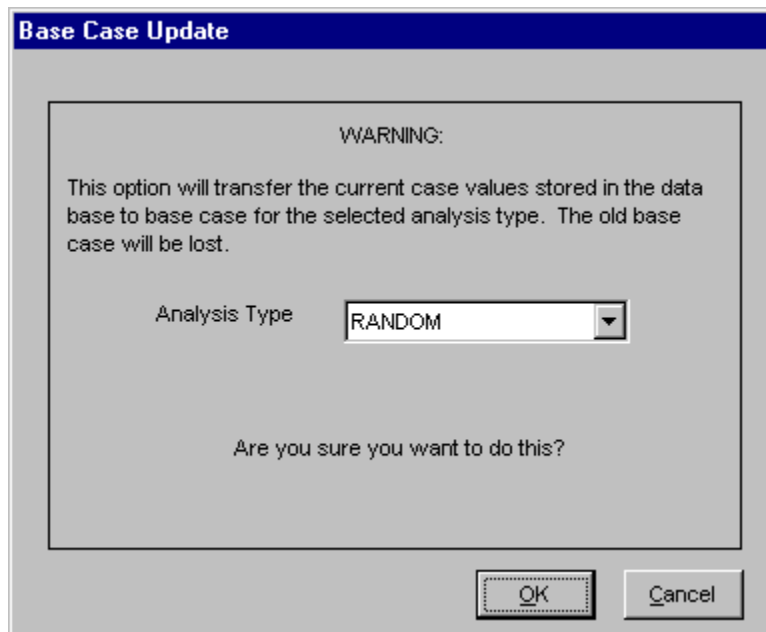 Base Case Update
WARNING:
This option will transfer the current case values stored in the data
base to base case for the selected analysis type.  The old base
case will be lost.
Analysis Type
RANDOM
Are you sure you want to do this?
OK
Cancel